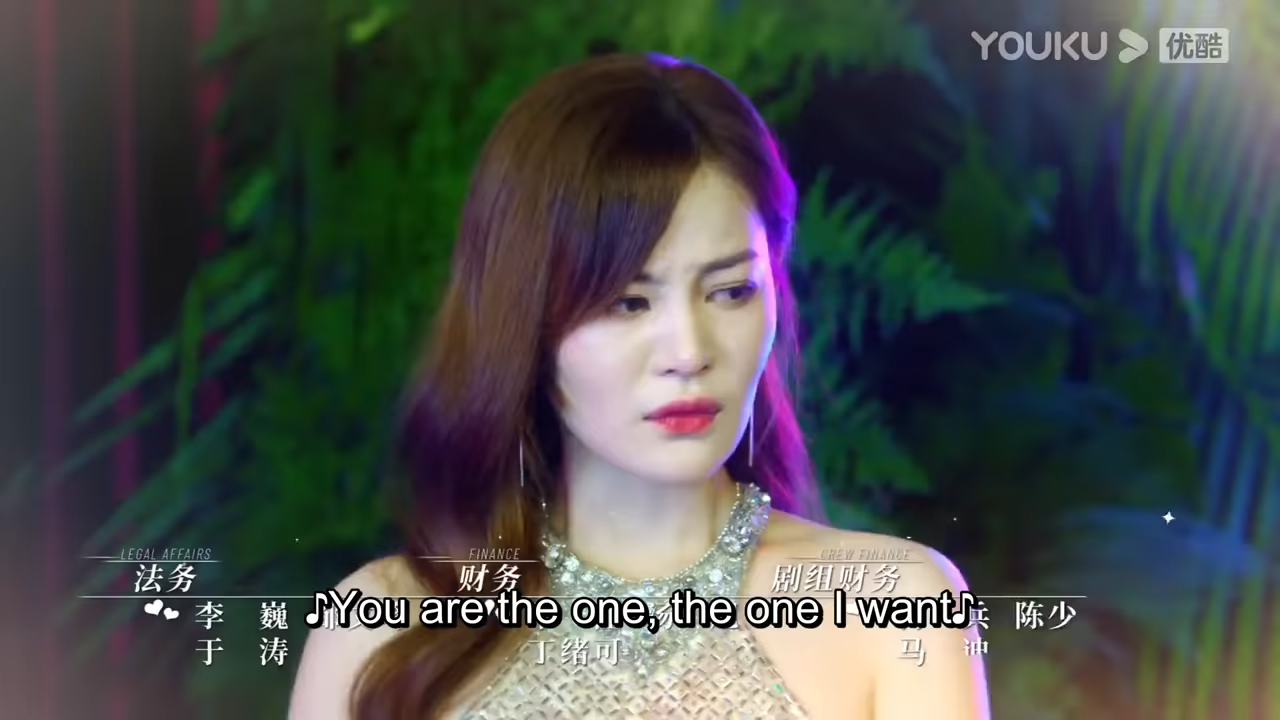 YOUKU 优酷
LEGAL AFFAIRS
法务
FINANCE
财务
CREW FINANCE
剧组财务
♪You are the one, the one I want♪
李 巍
兵 陈少
于 涛
丁绪可
马